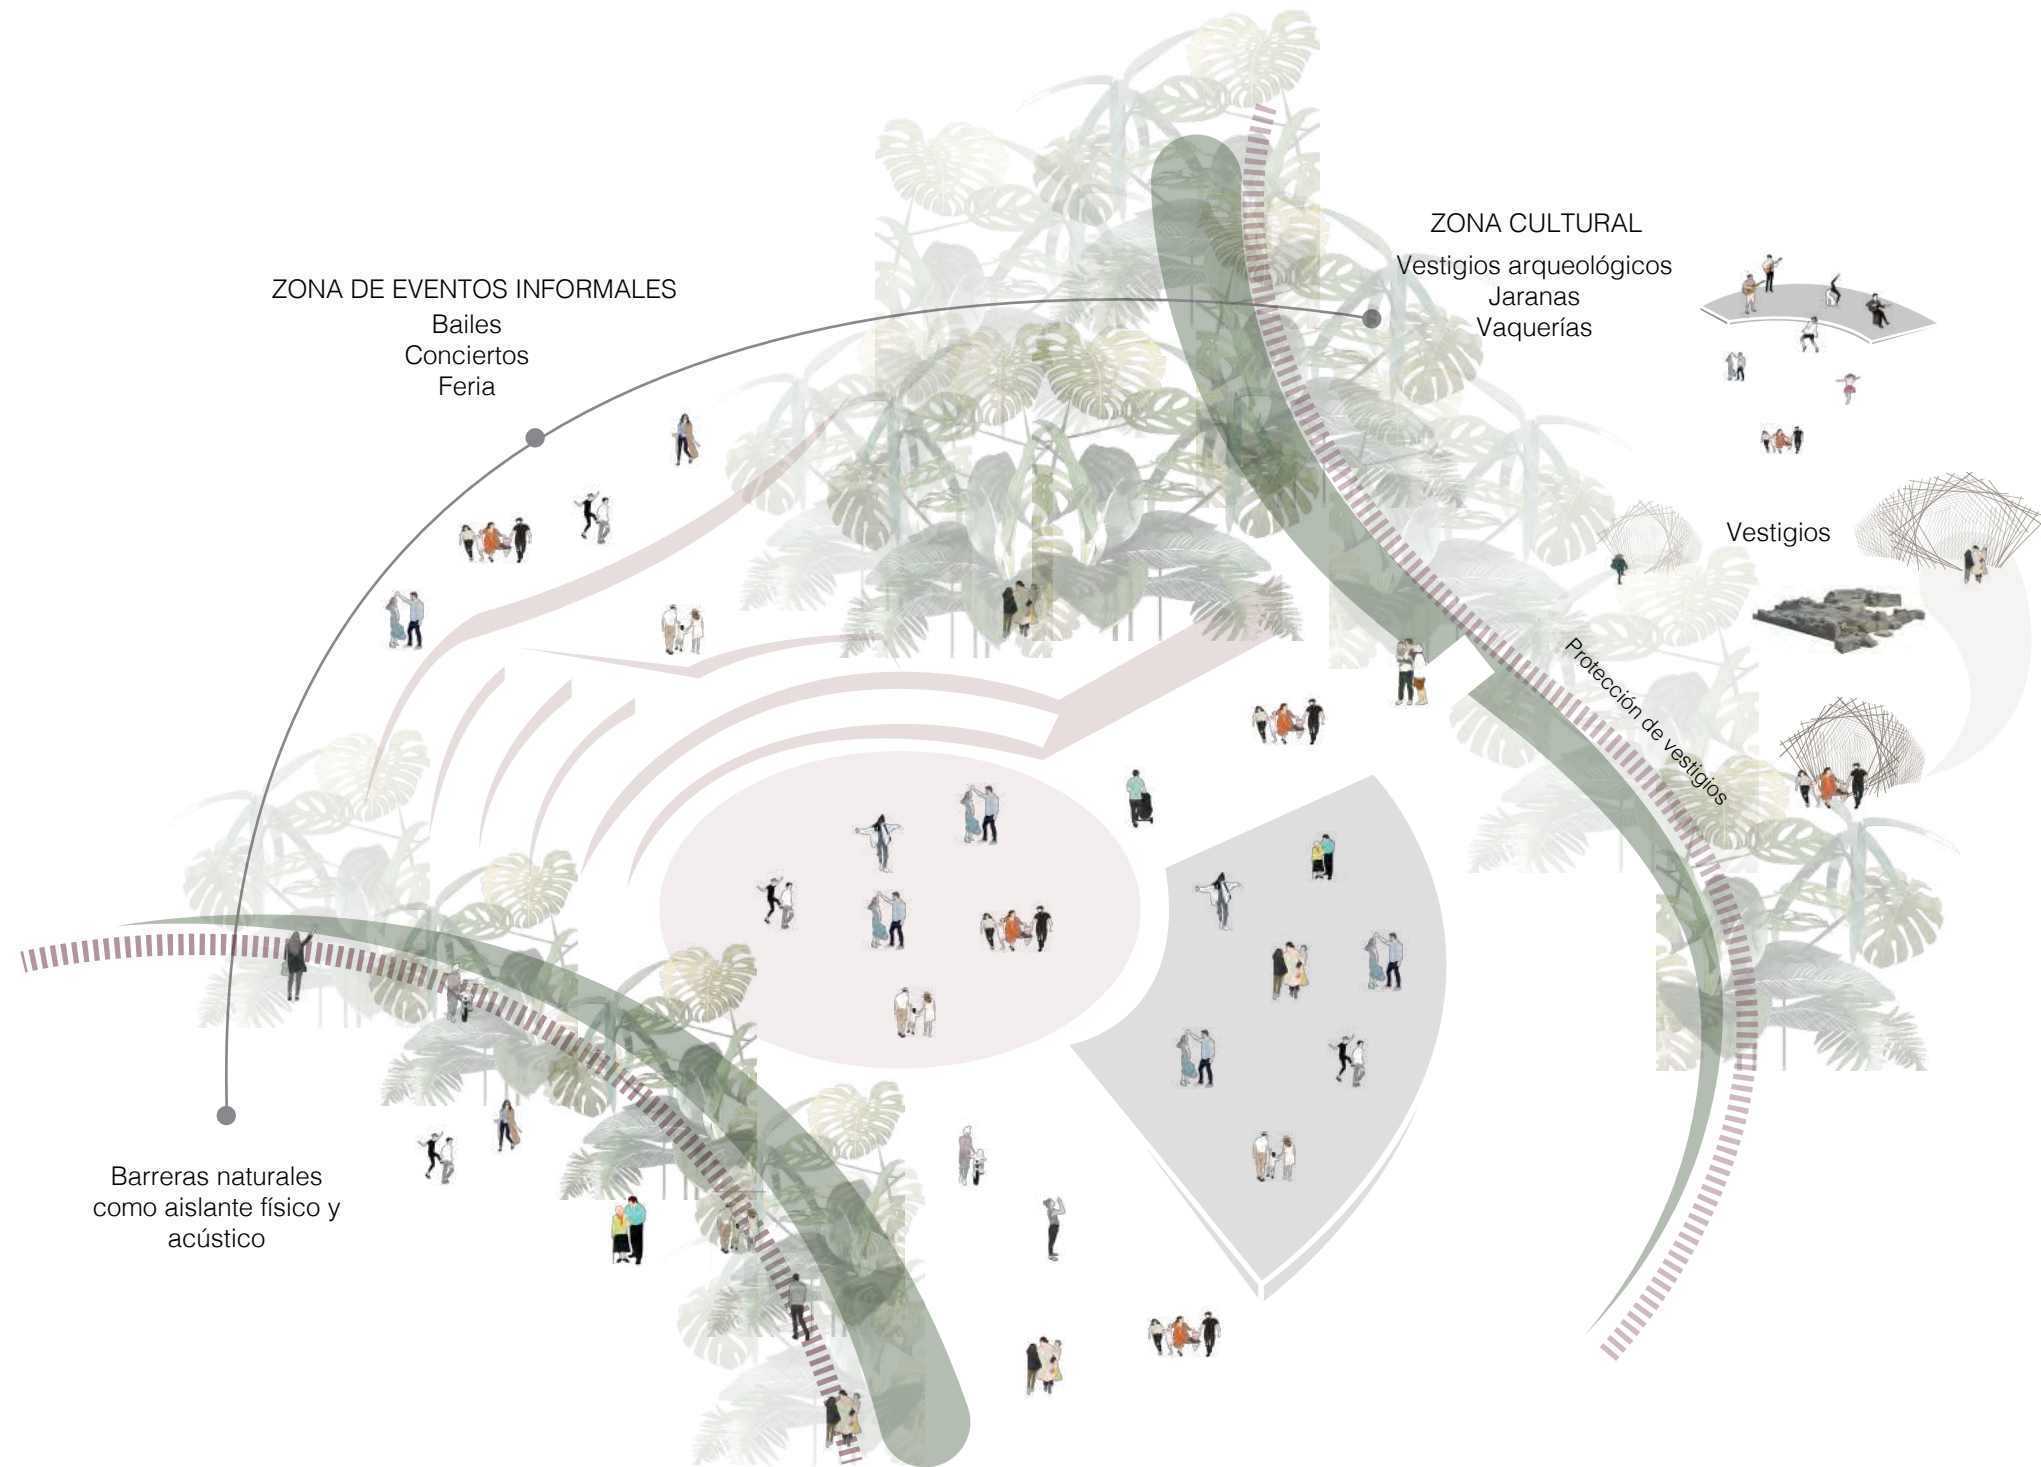 ZONA DE EVENTOS INFORMALES
Bailes
Conciertos
Feria
ZONA CULTURAL
Vestigios arqueológicos
Jaranas
Vaquerías
Vestigios
Protección de vestigios
Barreras naturales
como aislante físico y
acústico